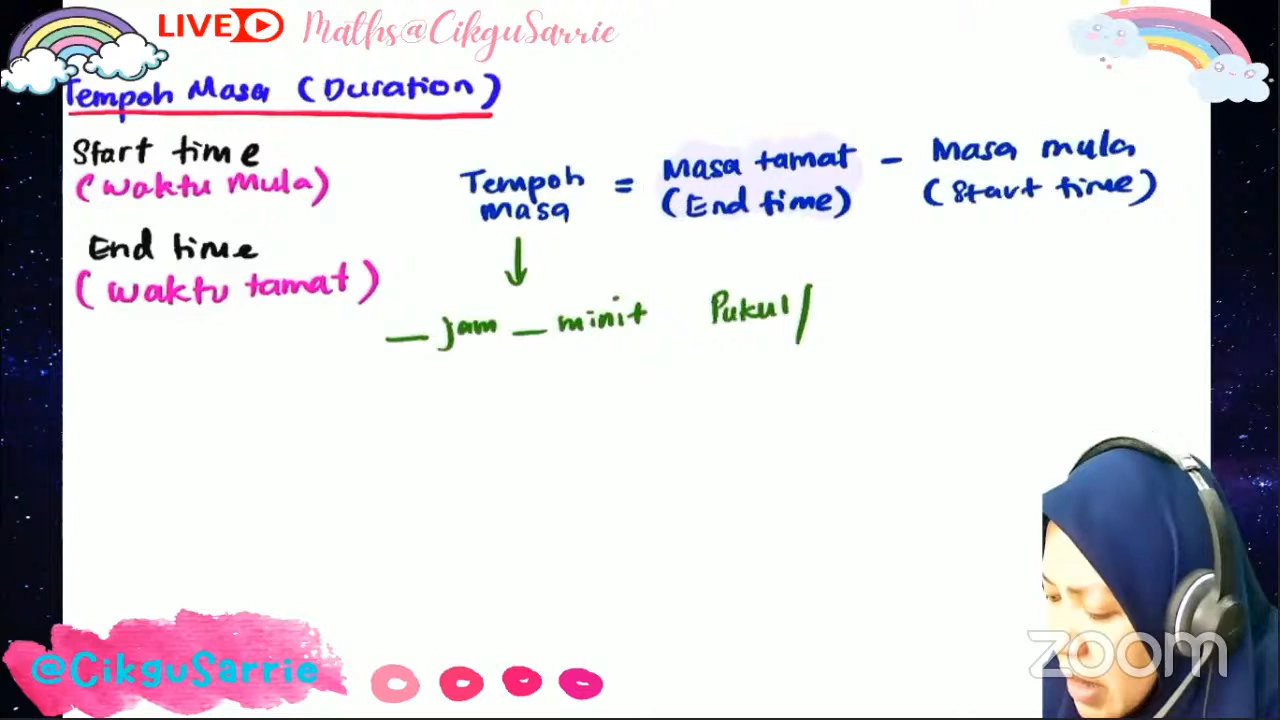 LIVE Maths@CikguSarrie
Tempoh Masa (Duration)
Start time
(Waktu Mula)
End time
(Waktu tamat)
Tempoh masa = Masa tamat (End time) - Masa mula (Start time)
_ jam _ minit Pukul/
@CikguSarrie
zoom